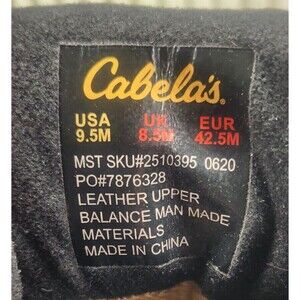 Cabela's.
USA UK EUR
9.5M 8.5M 42.5M
MST SKU#2510395 0620
PO#7876328
LEATHER UPPER
BALANCE MAN MADE
MATERIALS
MADE IN CHINA